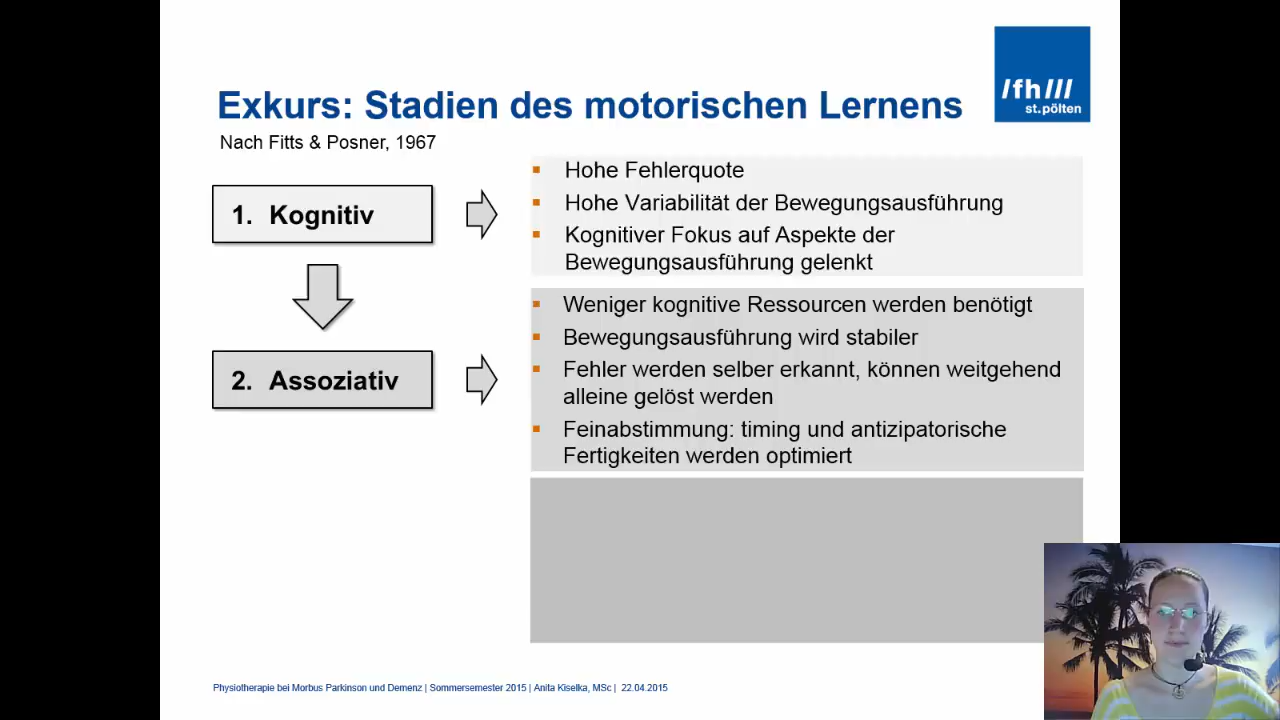 Exkurs: Stadien des motorischen Lernens
/fh///
st.pölten
Nach Fitts & Posner, 1967
1. Kognitiv
Hohe Fehlerquote
Hohe Variabilität der Bewegungsausführung
Kognitiver Fokus auf Aspekte der
Bewegungsausführung gelenkt
2. Assoziativ
Weniger kognitive Ressourcen werden benötigt
Bewegungsausführung wird stabiler
Fehler werden selber erkannt, können weitgehend
alleine gelöst werden
Feinabstimmung: timing und antizipatorische
Fertigkeiten werden optimiert
Physiotherapie bei Morbus Parkinson und Demenz | Sommersemester 2015 | Anita Kiselka, MSc | 22.04.2015